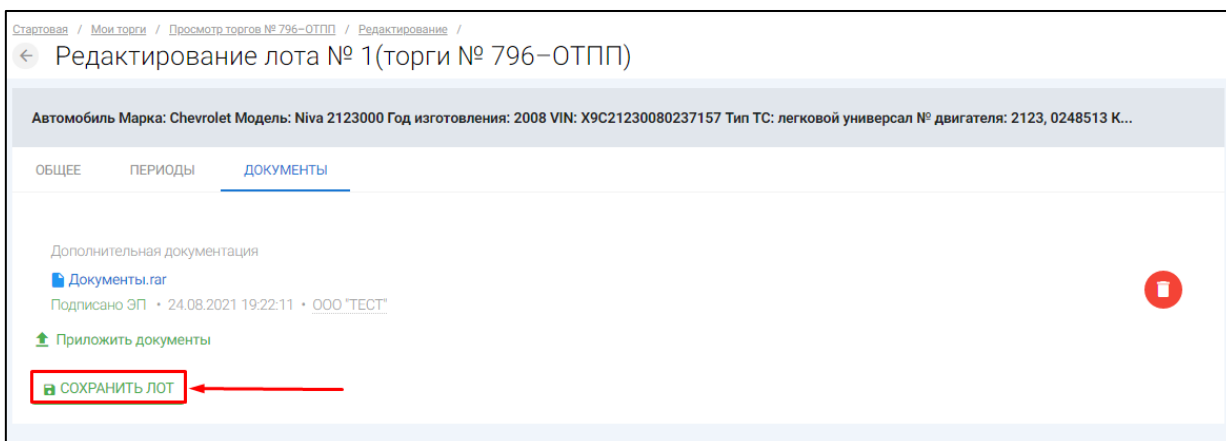 Стартовая / Мои торги / Просмотр торгов № 796-ОТПП / Редактирование /
Редактирование лота № 1(торги № 796-ОТПП)
Автомобиль Марка: Chevrolet Модель: Niva 2123000 Год изготовления: 2008 VIN: X9C21230080237157 Тип ТС: легковой универсал № двигателя: 2123, 0248513 К...
ОБЩЕЕ ПЕРИОДЫ ДОКУМЕНТЫ
Дополнительная документация
Документы.rar
Подписано ЭП • 24.08.2021 19:22:11 • ООО "ТЕСТ"
Приложить документы
СОХРАНИТЬ ЛОТ